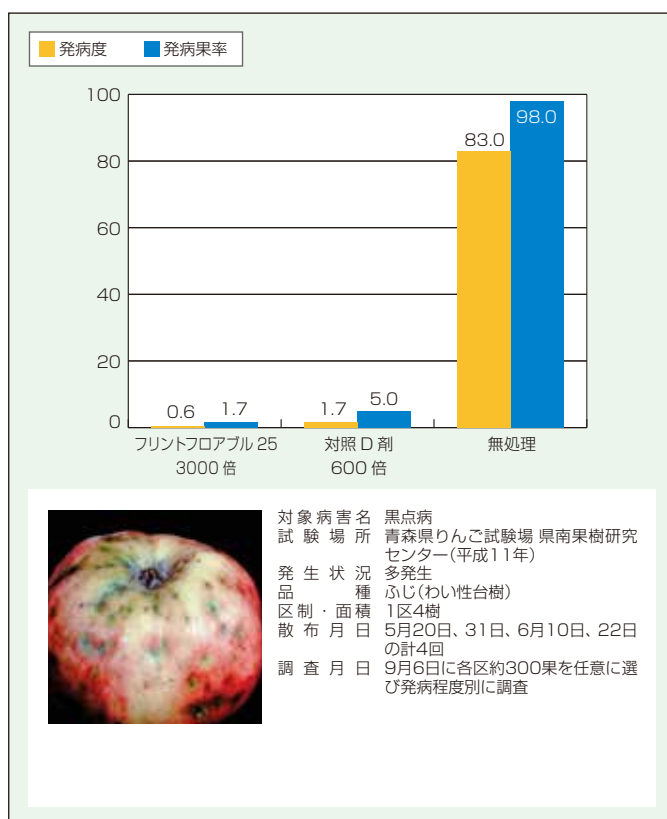 発病度 発病果率
100
80
60
40
20
0
0.6 1.7 1.7 5.0 83.0 98.0
フリントフロアブル 25 対照 D 剤 無処理
3000 倍 600 倍
対象病害名 黒点病
試験場所 青森県りんご試験場 県南果樹研究
センター(平成11年)
発生状況 多発生
品種 ふじ(わい性台樹)
区制・面積 1区4樹
散布月日 5月20日、31日、6月10日、22日
の計4回
調査月日 9月6日に各区約300果を任意に選
び発病程度別に調査